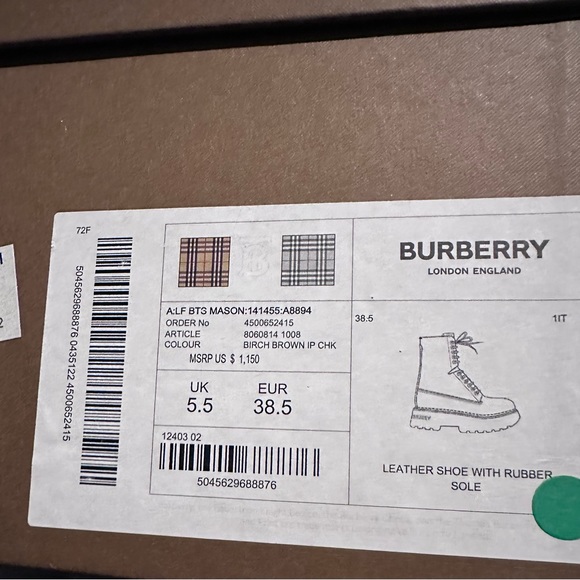 72F
5045629688876 0435122 4500652415
A:LF BTS MASON:141455:A8894
ORDER No 4500652415
ARTICLE 8060814 1008
COLOUR BIRCH BROWN IP CHK
MSRP US $ 1,150
UK EUR
5.5 38.5
12403 02
5045629688876
BURBERRY
LONDON ENGLAND
38.5 1IT
LEATHER SHOE WITH RUBBER
SOLE
2